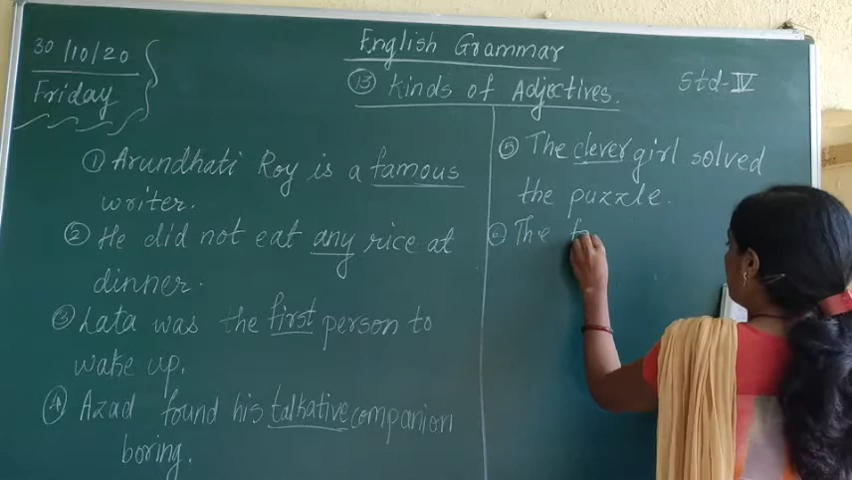 30/10/20
Friday
English Grammar
13 Kinds of Adjectives.
Std-IV
1 Arundhati Roy is a famous
writer.
2 He did not eat any rice at
dinner.
3 Lata was the first person to
wake up.
4 Azad found his talkative companion
boring.
5 The clever girl solved
the puzzle.
6 The